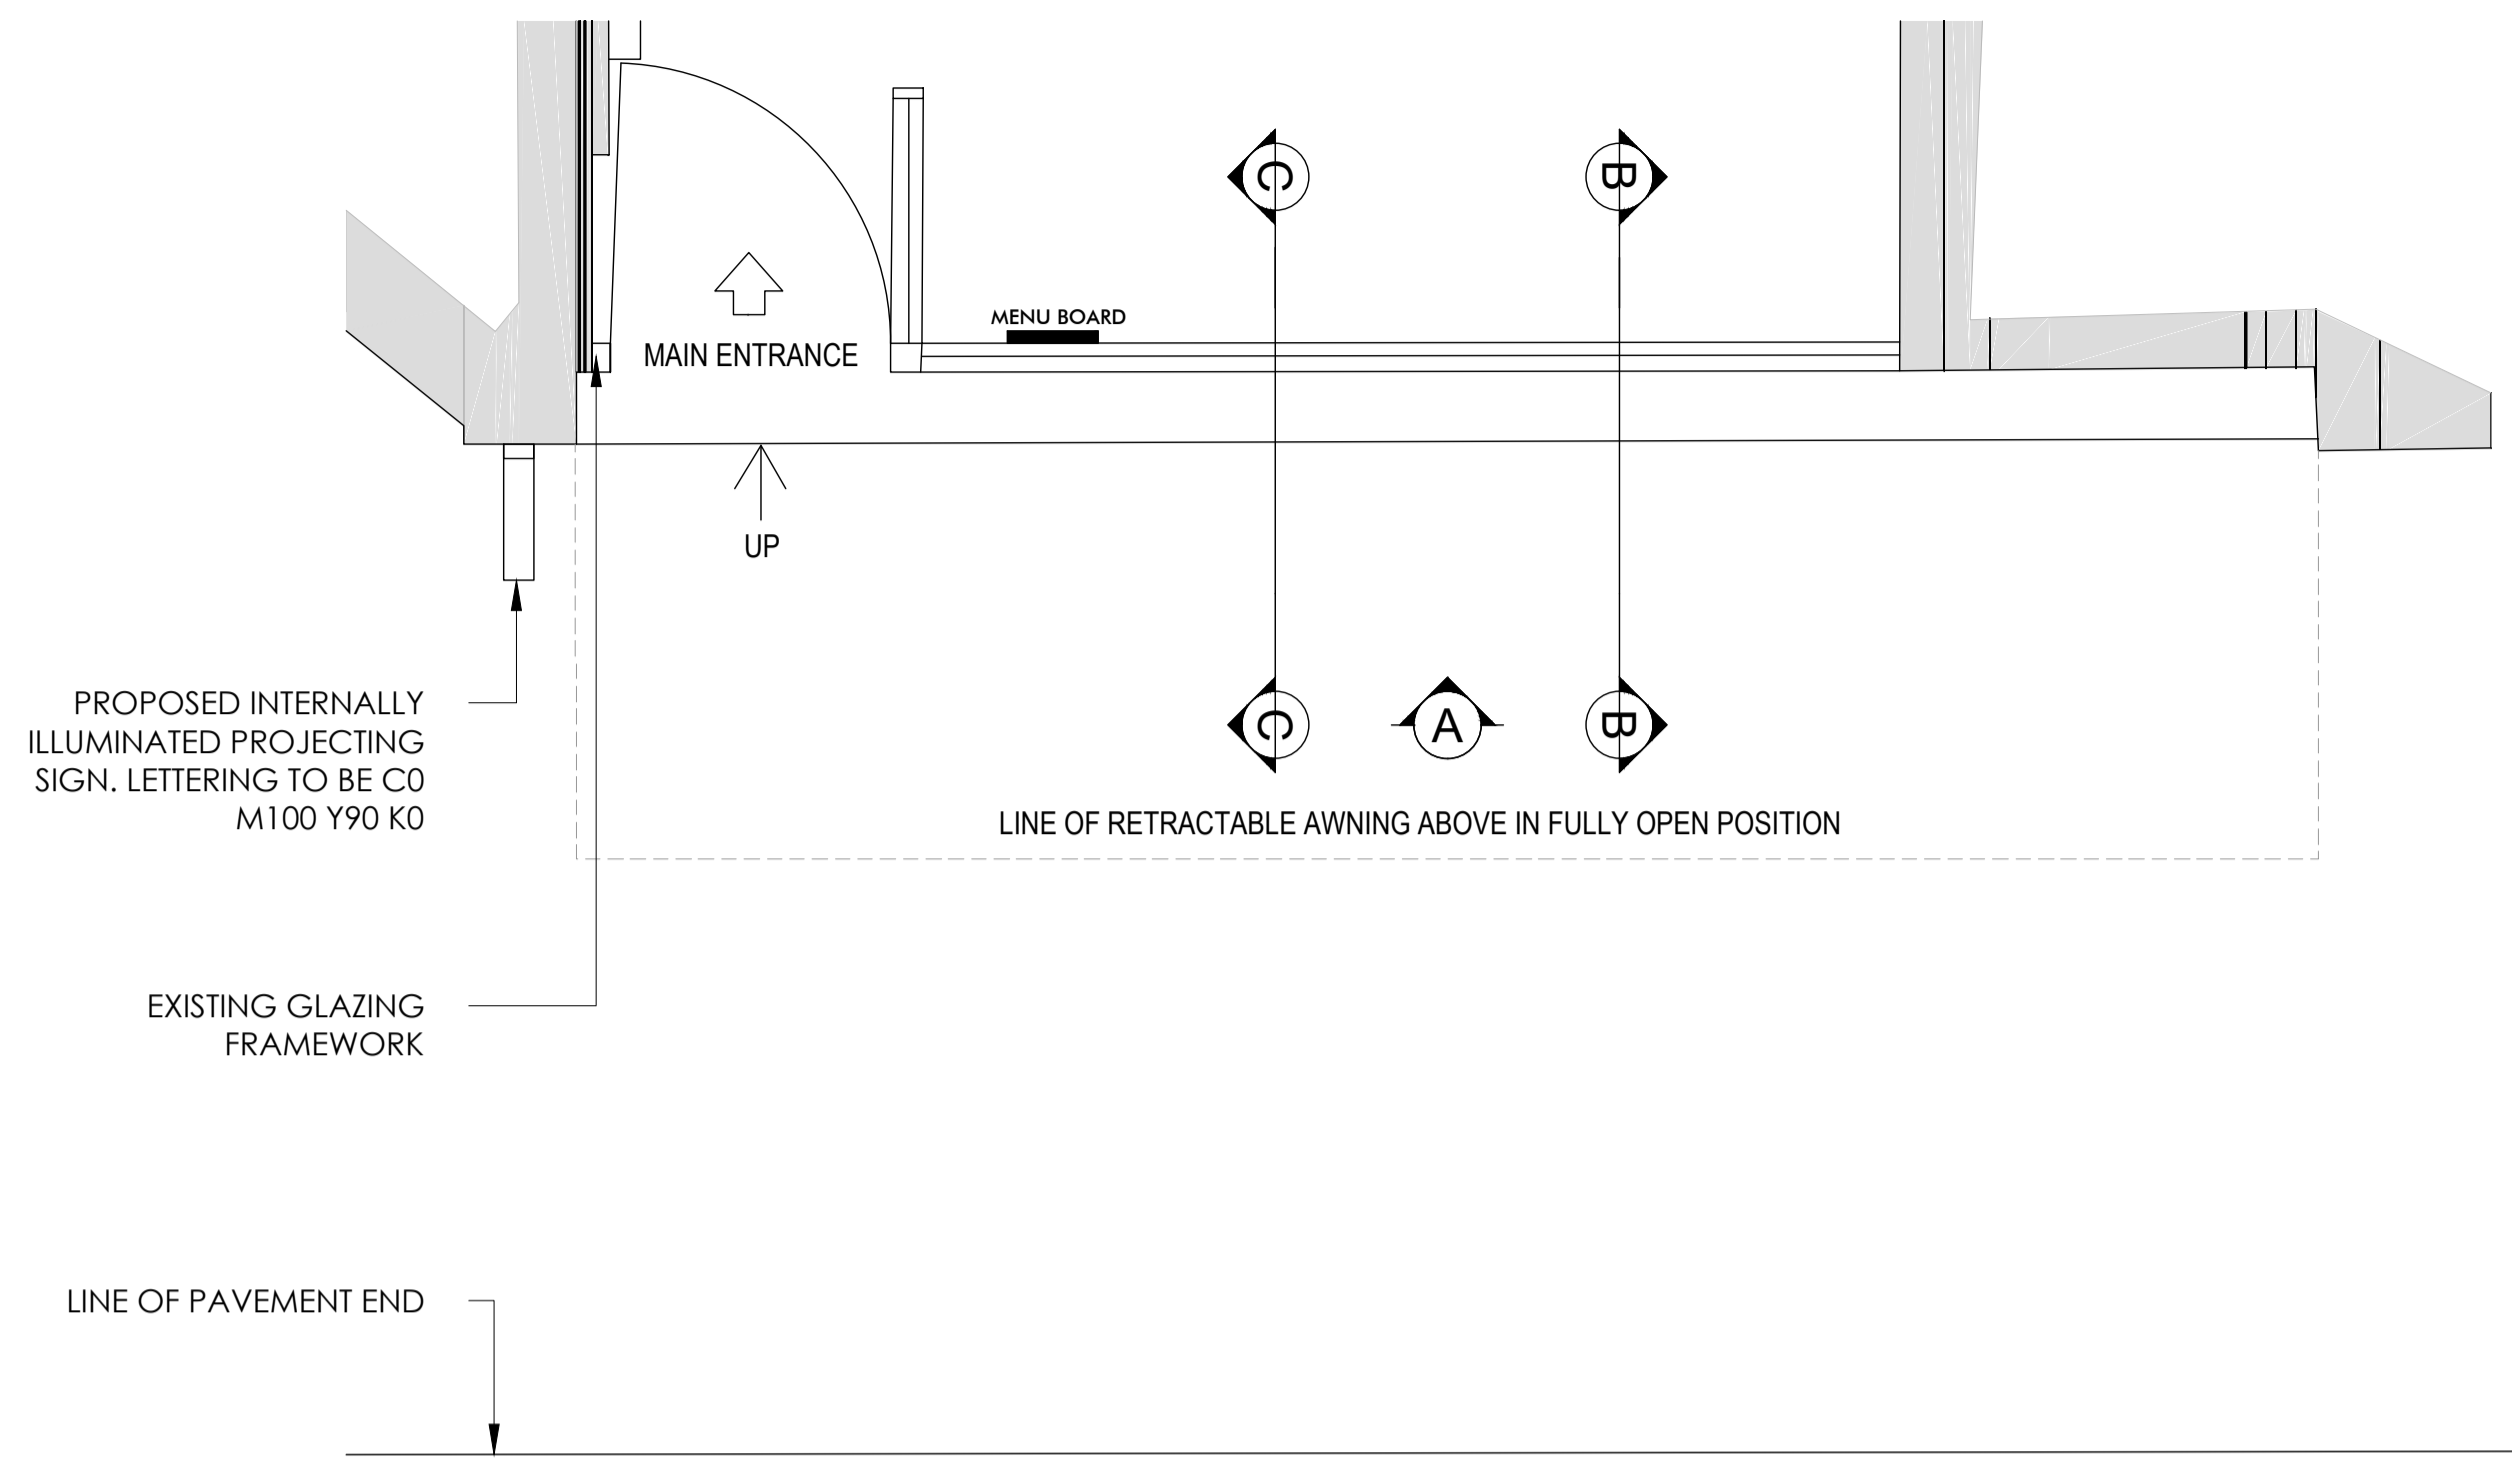 C
B
MENU BOARD
MAIN ENTRANCE
UP
PROPOSED INTERNALLY
ILLUMINATED PROJECTING
SIGN. LETTERING TO BE C0
M100 Y90 K0
C
A
B
LINE OF RETRACTABLE AWNING ABOVE IN FULLY OPEN POSITION
EXISTING GLAZING
FRAMEWORK
LINE OF PAVEMENT END